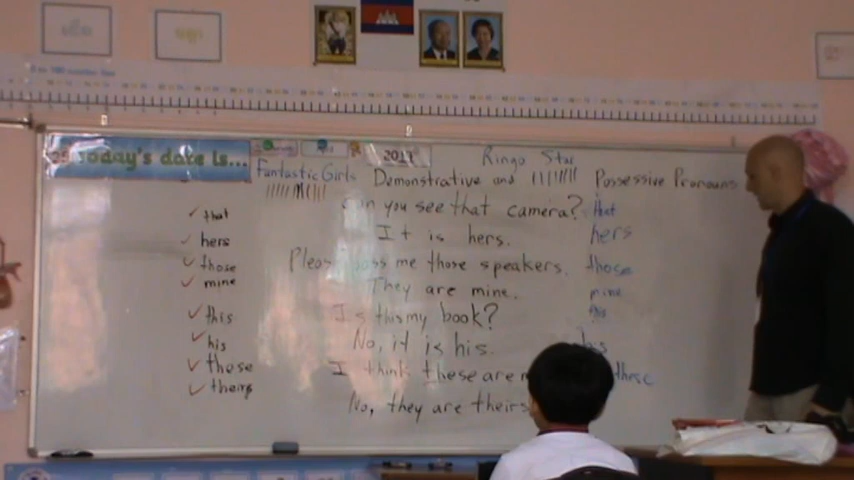 Today's date is...
2011
Ringo Star
Fantastic Girls
Demonstrative and Possessive Pronouns
Can you see that camera?
It is hers.
Please pass me those speakers.
They are mine.
Is this my book?
No, it is his.
I think these are
No, they are theirs
that
hers
those
mine
this
his
these
theirs
that
hers
those
mine
this
his
these